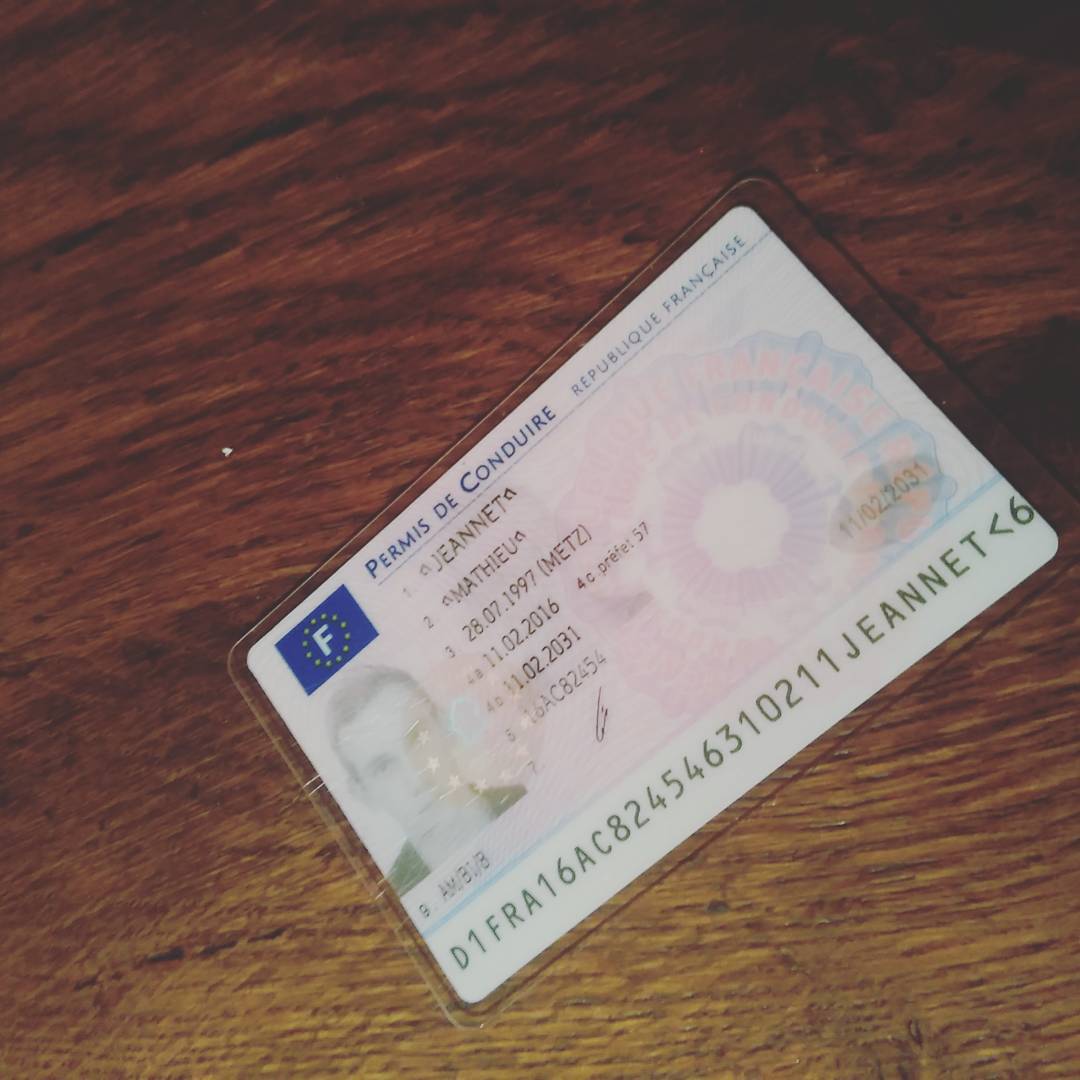 PERMIS DE CONDUIRE RÉPUBLIQUE FRANÇAISE
F
1. ^JEANNET^
2 ^MATHIEU^
3 28.07.1997 (METZ)
4a 11.02.2016 4c préfet 57
4b 11.02.2031
5 16AC82454
7
11/02/2031
9. AM/B1/B
D1FRA16AC82454631021​1JEANNET<6